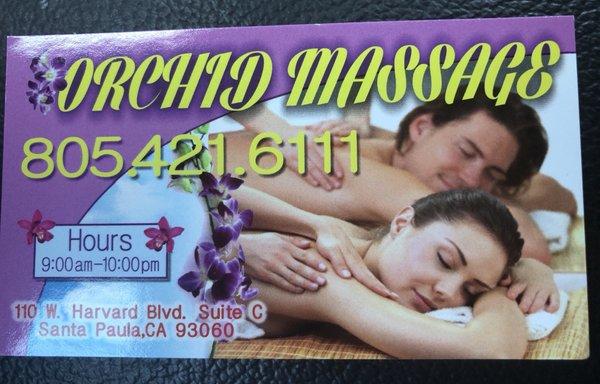 ORCHID MASSAGE
805.421.6111
Hours
9:00am-10:00pm
110 W. Harvard Blvd. Suite C
Santa Paula,CA 93060